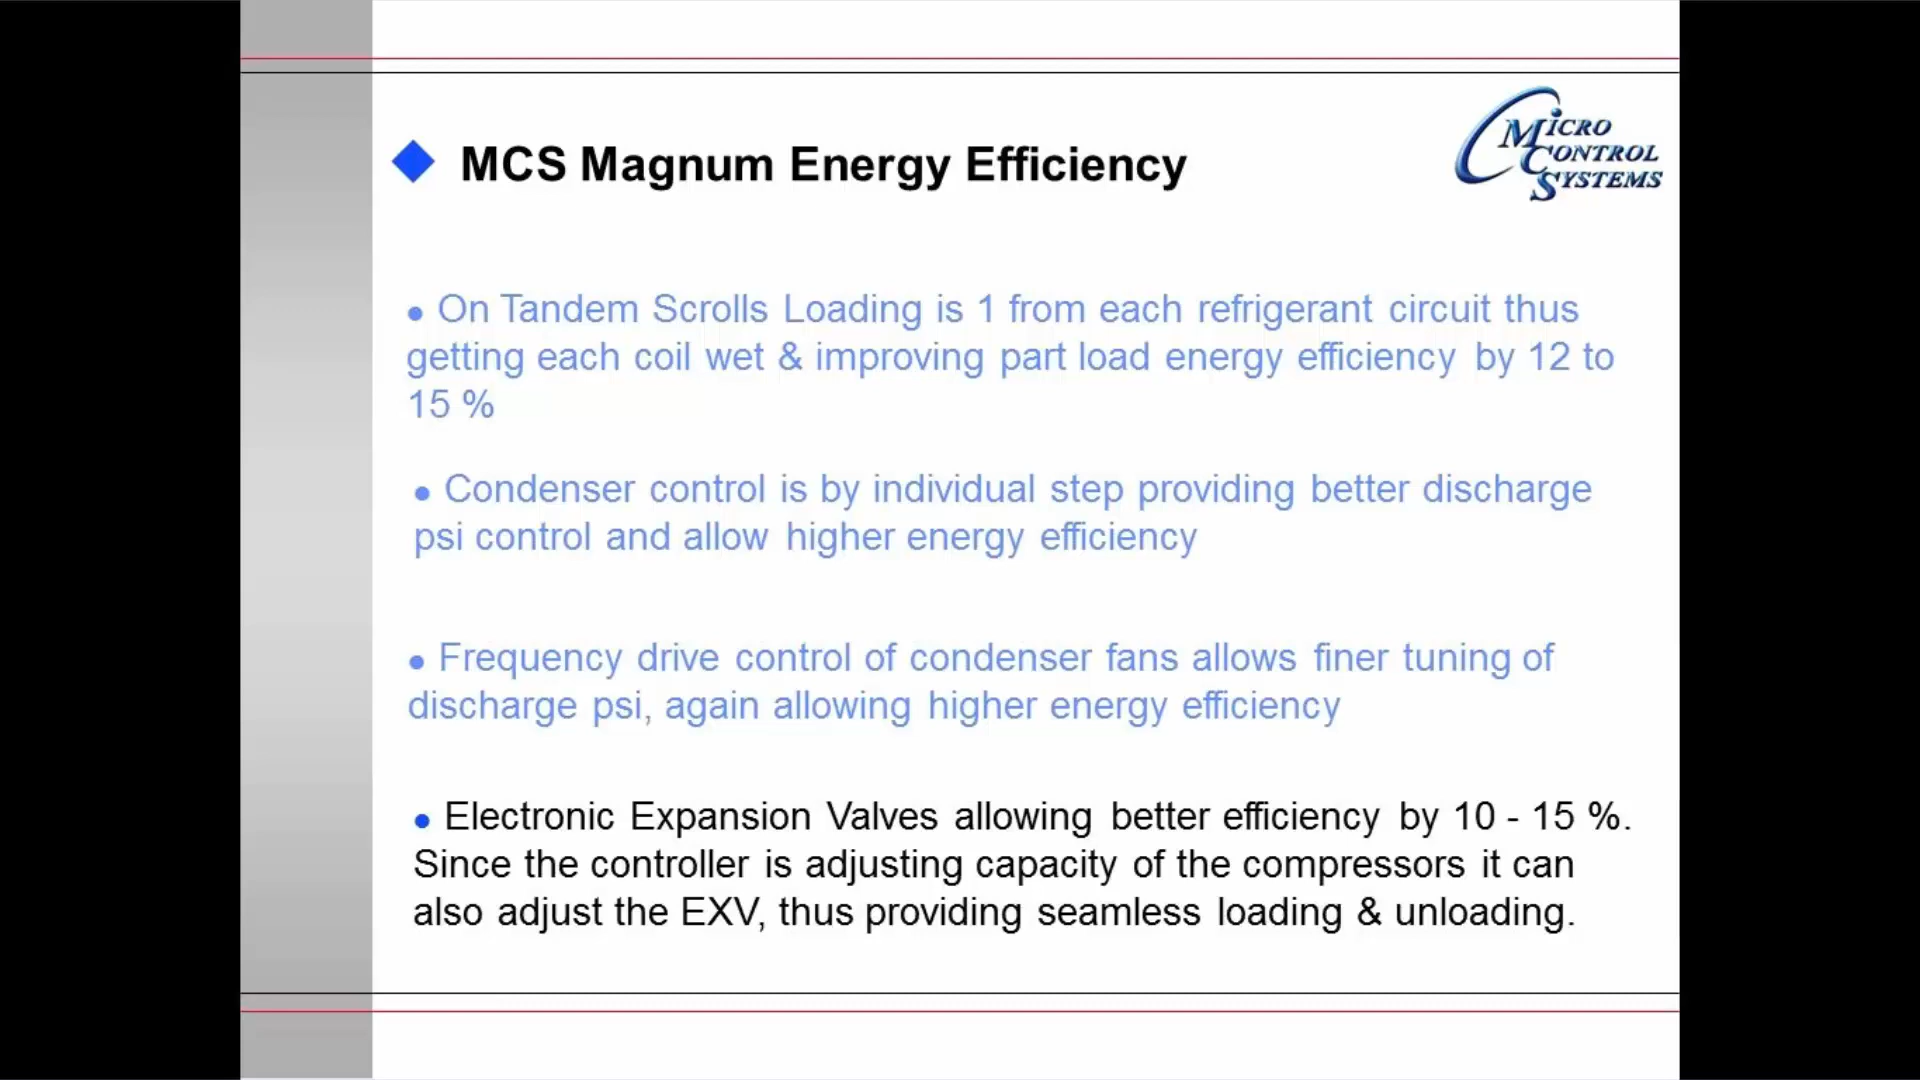 MCS Magnum Energy Efficiency
MICRO
CONTROL
SYSTEMS
• On Tandem Scrolls Loading is 1 from each refrigerant circuit thus
getting each coil wet & improving part load energy efficiency by 12 to
15 %
• Condenser control is by individual step providing better discharge
psi control and allow higher energy efficiency
• Frequency drive control of condenser fans allows finer tuning of
discharge psi, again allowing higher energy efficiency
• Electronic Expansion Valves allowing better efficiency by 10 - 15 %.
Since the controller is adjusting capacity of the compressors it can
also adjust the EXV, thus providing seamless loading & unloading.